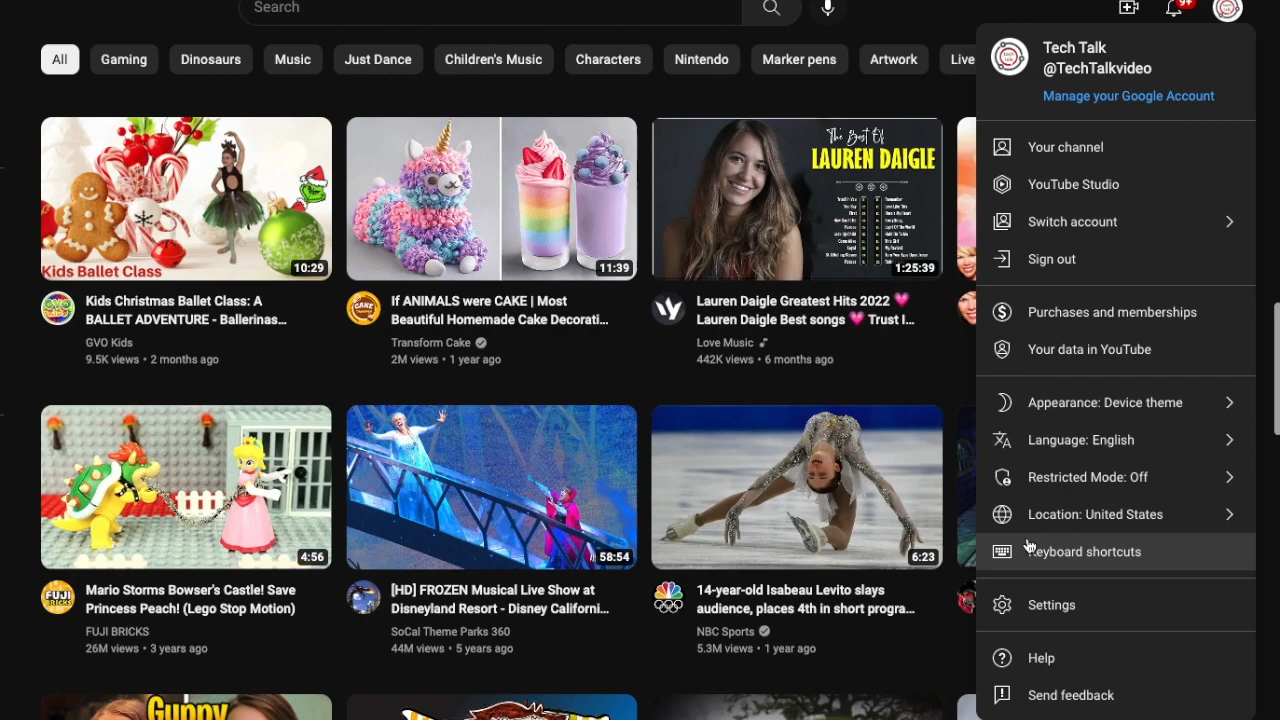 Search
9+
All
Gaming
Dinosaurs
Music
Just Dance
Children's Music
Characters
Nintendo
Marker pens
Artwork
Live
Kids Ballet Class
10:29
Kids Christmas Ballet Class: A
BALLET ADVENTURE - Ballerinas...
GVO Kids
9.5K views • 2 months ago
11:39
If ANIMALS were CAKE | Most
Beautiful Homemade Cake Decorati...
Transform Cake
2M views • 1 year ago
The Best Of
LAUREN DAIGLE
1:25:39
Lauren Daigle Greatest Hits 2022 💗
Lauren Daigle Best songs 💗 Trust I...
Love Music
442K views • 6 months ago
4:56
FUJI
BRICKS
Mario Storms Bowser's Castle! Save
Princess Peach! (Lego Stop Motion)
FUJI BRICKS
26M views • 3 years ago
58:54
[HD] FROZEN Musical Live Show at
Disneyland Resort - Disney Californi...
SoCal Theme Parks 360
44M views • 5 years ago
6:23
14-year-old Isabeau Levito slays
audience, places 4th in short progra...
NBC Sports
5.3M views • 1 year ago
Guppy
Tech Talk
@TechTalkvideo
Manage your Google Account
Your channel
YouTube Studio
Switch account
Sign out
Purchases and memberships
Your data in YouTube
Appearance: Device theme
Language: English
Restricted Mode: Off
Location: United States
Keyboard shortcuts
Settings
Help
Send feedback